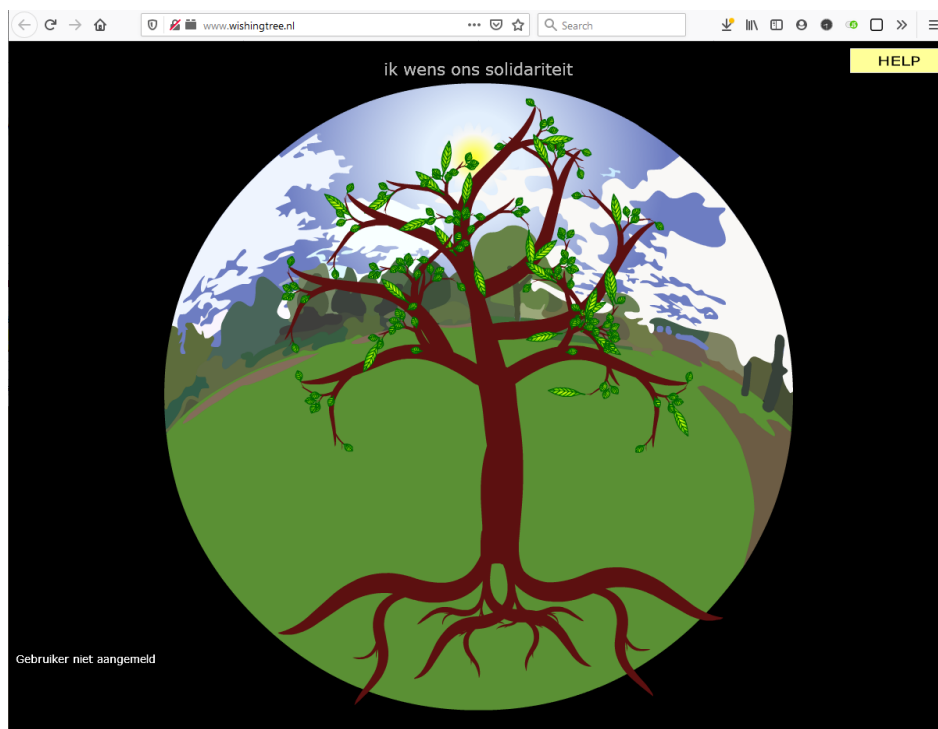 www.wishingtree.nl
Search
HELP
ik wens ons solidariteit
Gebruiker niet aangemeld